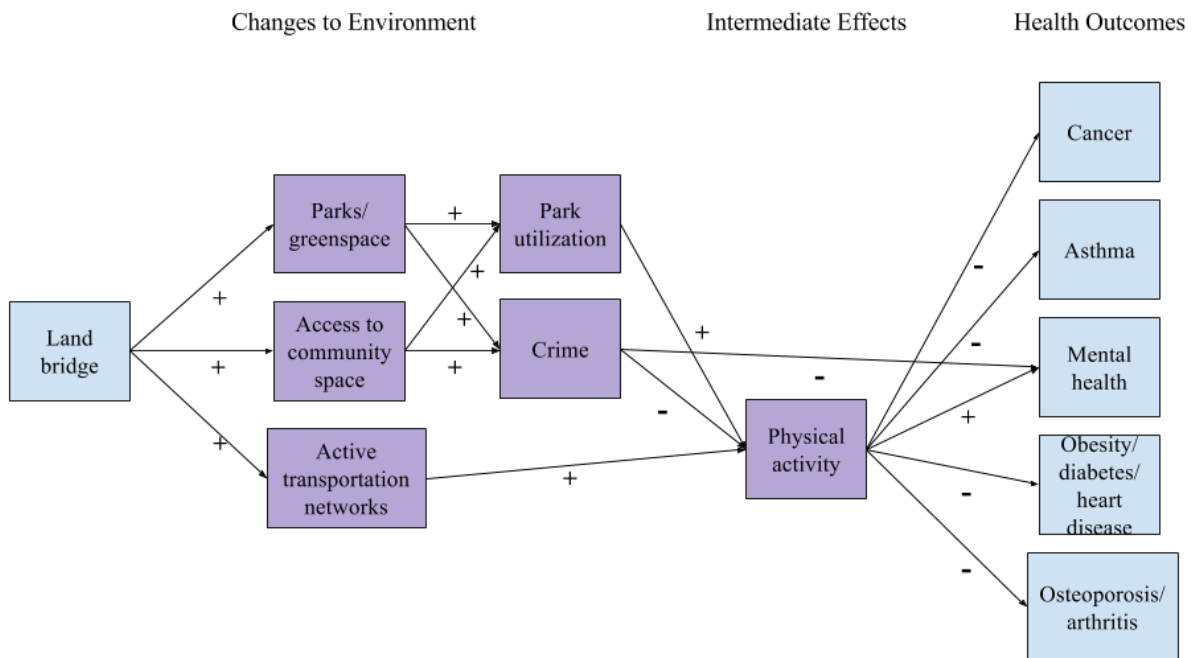 Changes to Environment
Intermediate Effects
Health Outcomes
Land
bridge
+
+
+
Parks/
greenspace
Access to
community
space
Active
transportation
networks
+
+
+
+
Park
utilization
Crime
+
-
-
+
Physical
activity
-
-
+
-
-
Cancer
Asthma
Mental
health
Obesity/
diabetes/
heart
disease
Osteoporosis/
arthritis